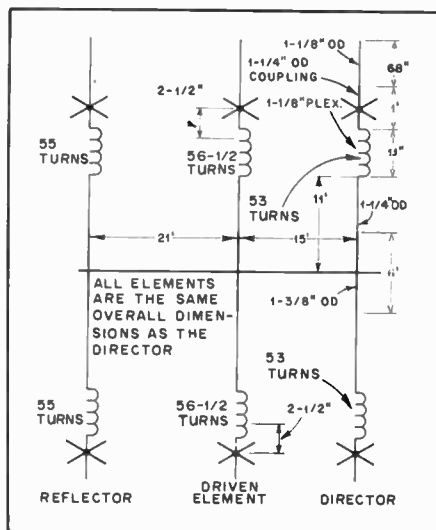 1-1/8" OD
68"
1-1/4" OD
COUPLING
2-1/2"
1'
1-1/8" PLEX.
55
TURNS
56-1/2
TURNS
13"
53
TURNS
11'
1-1/4" OD
21'
15'
ALL ELEMENTS
ARE THE SAME
OVERALL DIMEN-
SIONS AS THE
DIRECTOR
1-3/8" OD
53
TURNS
55
TURNS
56-1/2
TURNS
2-1/2"
REFLECTOR
DRIVEN
ELEMENT
DIRECTOR